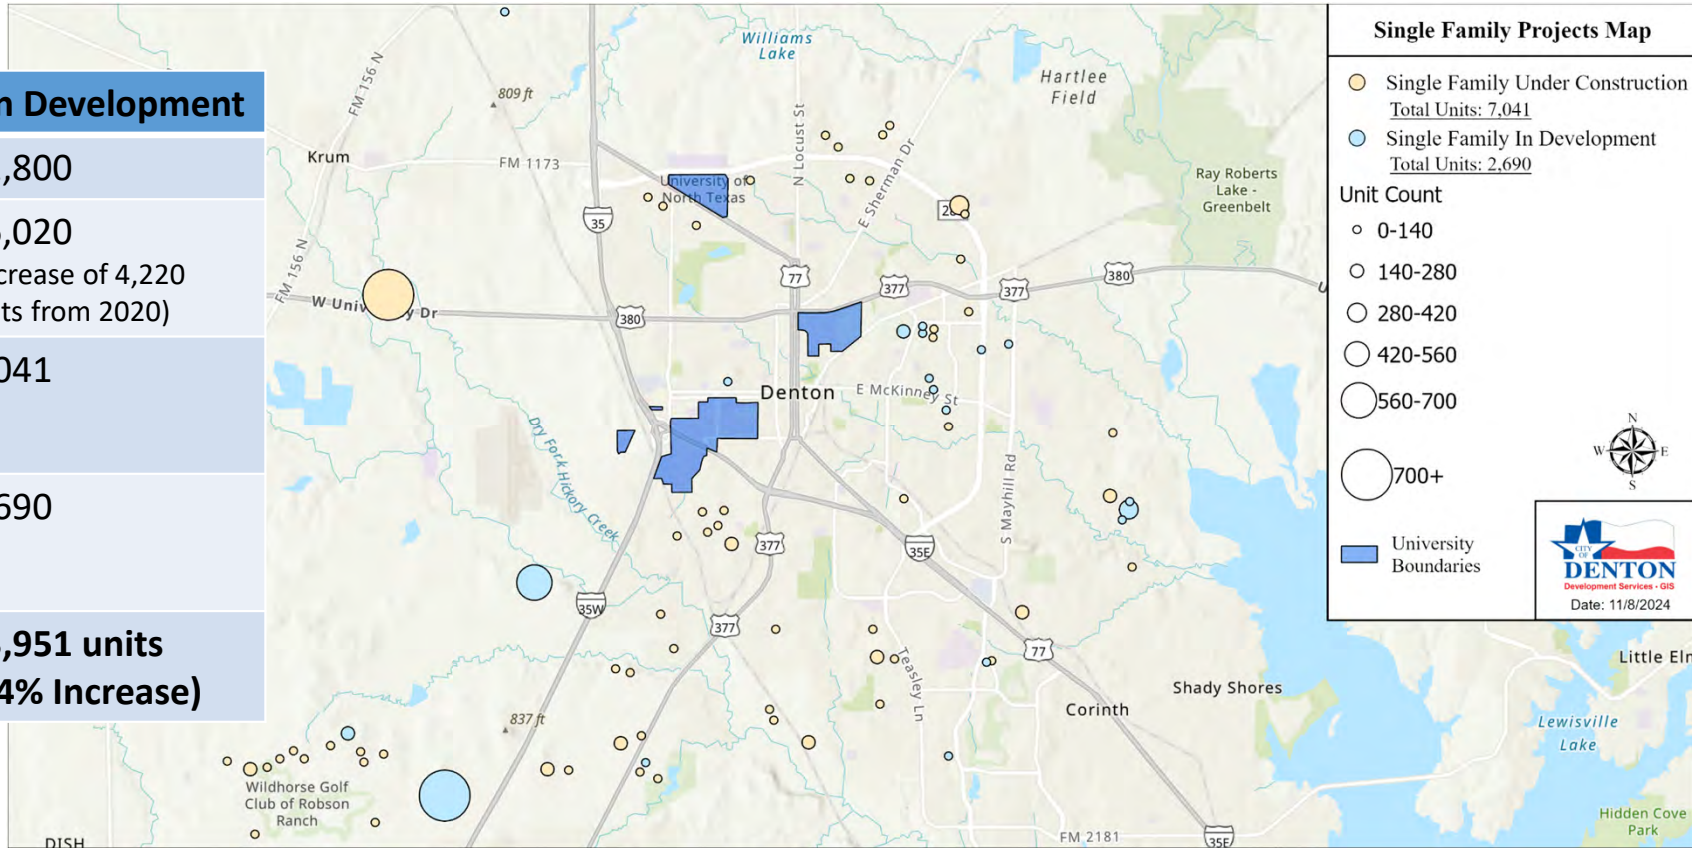 n Development
,800
,020
crease of 4,220
ts from 2020)
041
690
,951 units
4% Increase)
Single Family Projects Map
Single Family Under Construction
Total Units: 7,041
Single Family In Development
Total Units: 2,690
Unit Count
0-140
140-280
280-420
420-560
560-700
700+
University
Boundaries
N
W
E
S
CITY
OF
DENTON
Development Services - GIS
Date: 11/8/2024
Williams
Lake
Hartlee
Field
809 ft
FM 156 N
Krum
FM 1173
N Locust St
E Sherman Dr
University of
North Texas
Ray Roberts
Lake -
Greenbelt
35
FM 156 N
W University Dr
380
77
377
377
380
Denton
E McKinney St
Dry Fork Hickory Creek
S Mayhill Rd
377
35E
35W
377
77
Teasley Ln
Shady Shores
Corinth
Little Elm
Lewisville
Lake
837 ft
Wildhorse Golf
Club of Robson
Ranch
DISH
FM 2181
35E
Hidden Cove
Park